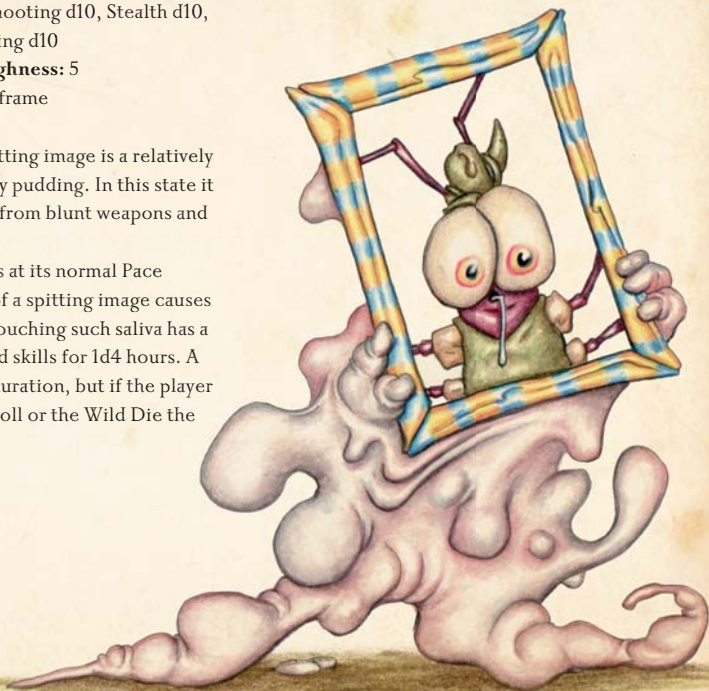 hooting d10, Stealth d10,
ing d10
ghness: 5
frame
tting image is a relatively
y pudding. In this state it
from blunt weapons and
s at its normal Pace
of a spitting image causes
ouching such saliva has a
d skills for 1d4 hours. A
uration, but if the player
oll or the Wild Die the